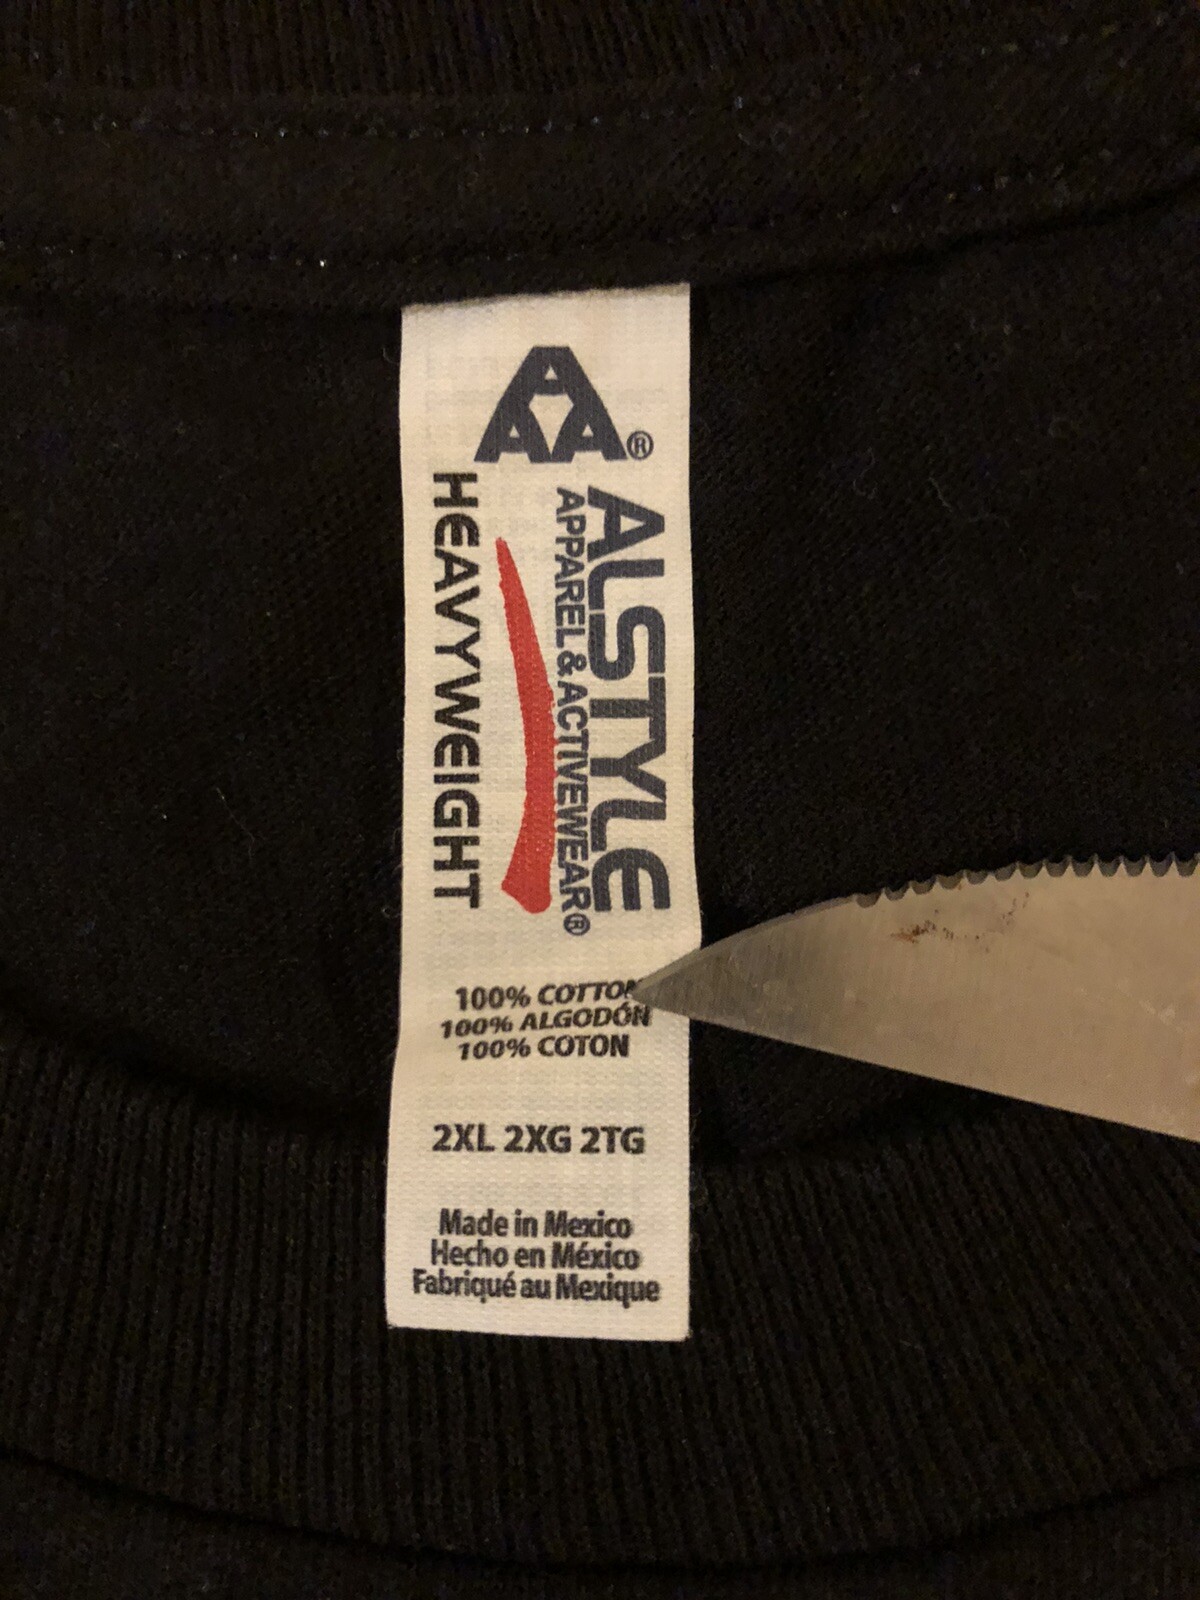 AAA®
ALSTYLE
APPAREL & ACTIVEWEAR®
HEAVYWEIGHT
100% COTTON
100% ALGODÓN
100% COTON
2XL 2XG 2TG
Made in Mexico
Hecho en México
Fabriqué au Mexique